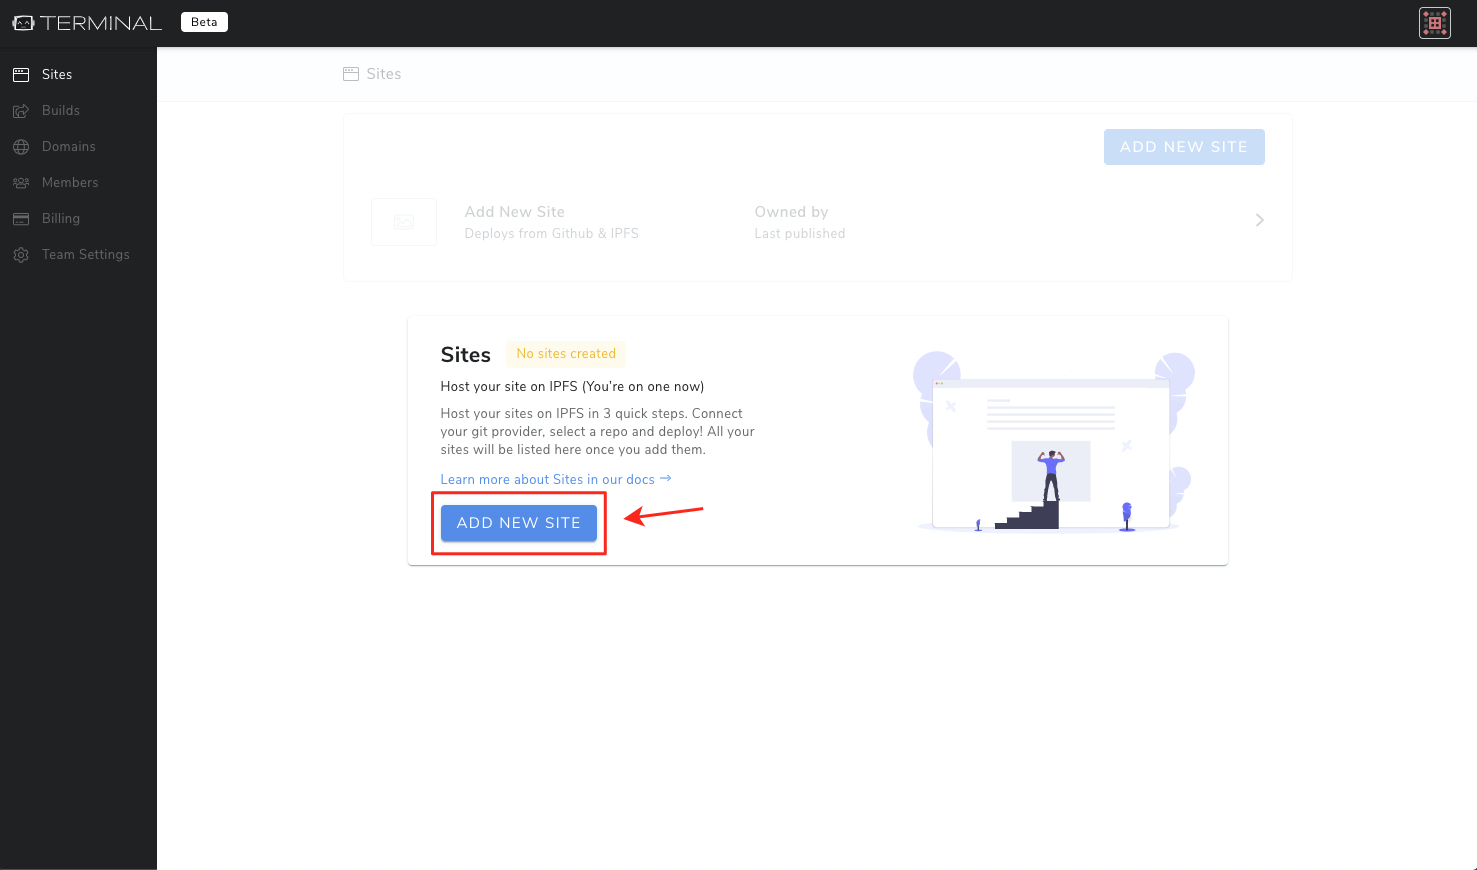 TERMINAL Beta
Sites
Builds
Domains
Members
Billing
Team Settings
Sites
ADD NEW SITE
Add New Site Owned by
Deploys from Github & IPFS Last published
Sites No sites created
Host your site on IPFS (You're on one now)
Host your sites on IPFS in 3 quick steps. Connect
your git provider, select a repo and deploy! All your
sites will be listed here once you add them.
Learn more about Sites in our docs →
ADD NEW SITE